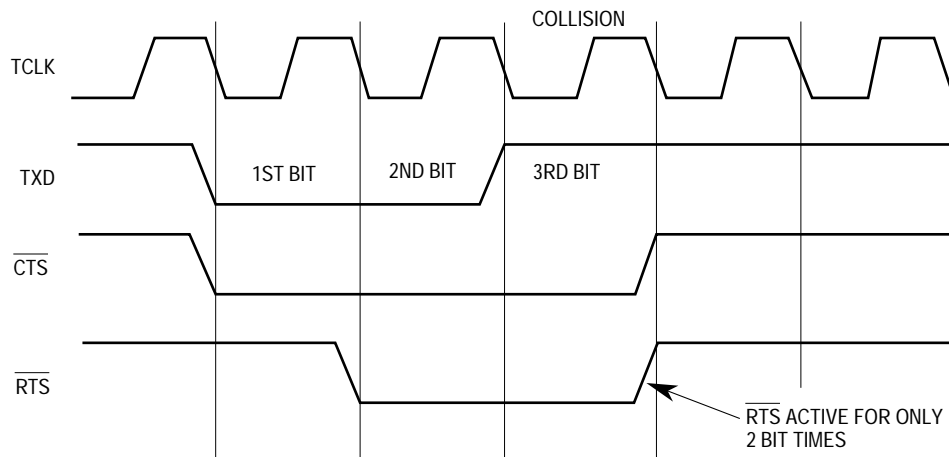 COLLISION
TCLK
TXD
1ST BIT
2ND BIT
3RD BIT
CTS
RTS
RTS ACTIVE FOR ONLY
2 BIT TIMES